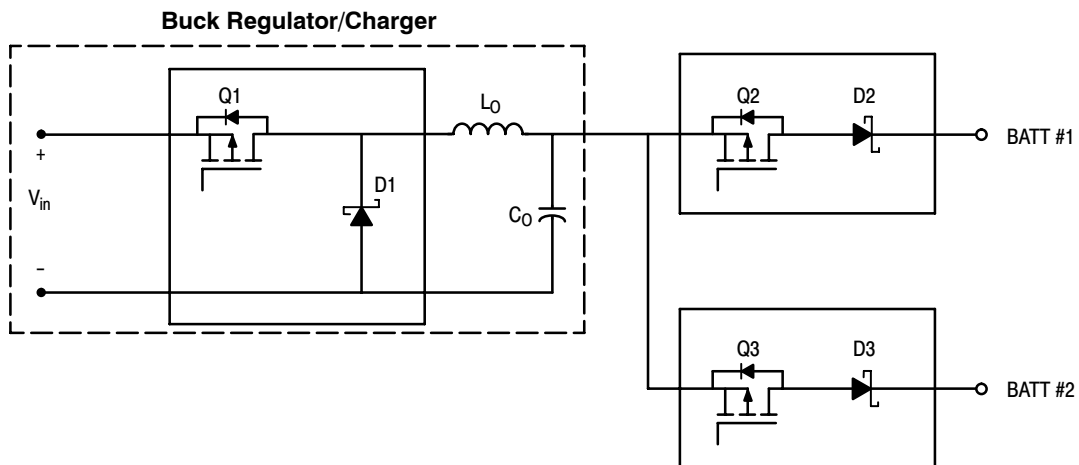 Buck Regulator/Charger
Q1
LO
Q2
D2
BATT #1
+
Vin
–
D1
CO
Q3
D3
BATT #2